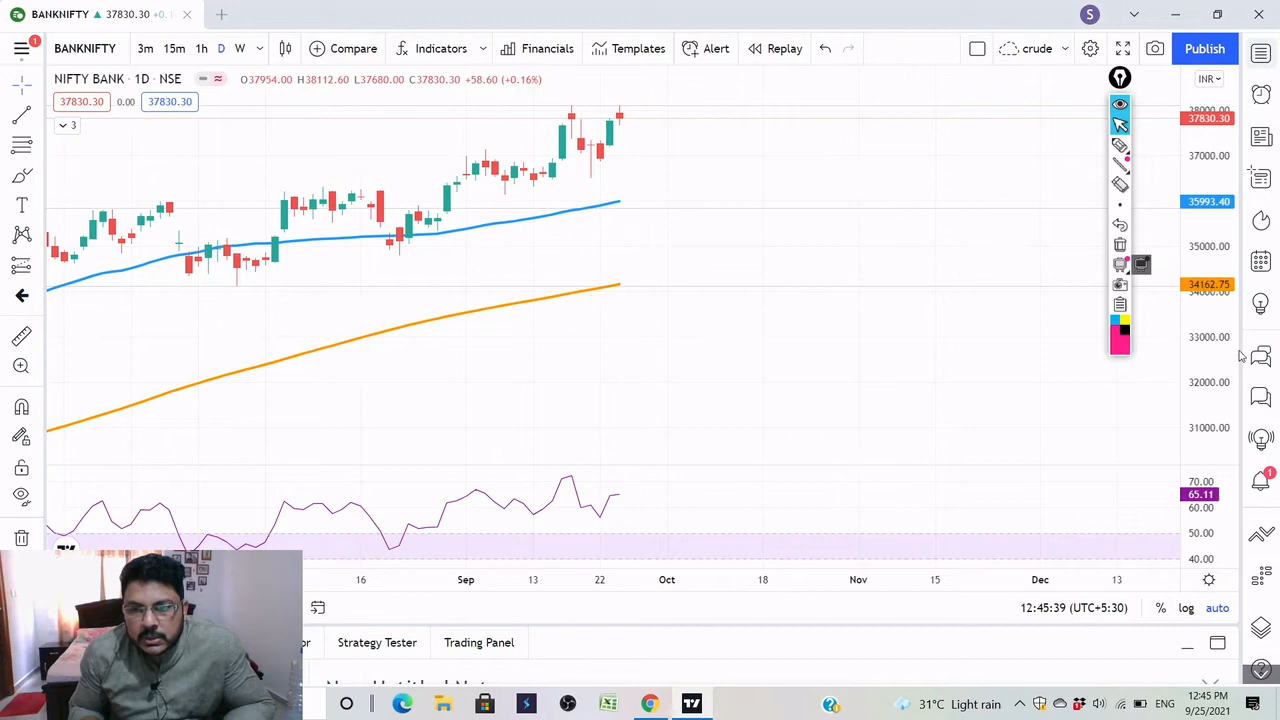 BANKNIFTY ▲ 37830.30 +0.1
S
1
BANKNIFTY
3m 15m 1h D W
Compare
Indicators
Financials
Templates
Alert
Replay
crude
Publish
NIFTY BANK · 1D · NSE
O37954.00 H38112.60 L37680.00 C37830.30 +58.60 (+0.16%)
INR
37830.30 0.00 37830.30
3
38000.00
37830.30
37000.00
35993.40
35000.00
34162.75
34000.00
33000.00
32000.00
31000.00
70.00
65.11
60.00
50.00
40.00
1
16 Sep 13 22 Oct 18 Nov 15 Dec 13
12:45:39 (UTC+5:30) % log auto
Strategy Tester
Trading Panel
31°C Light rain
ENG
12:45 PM
9/25/2021